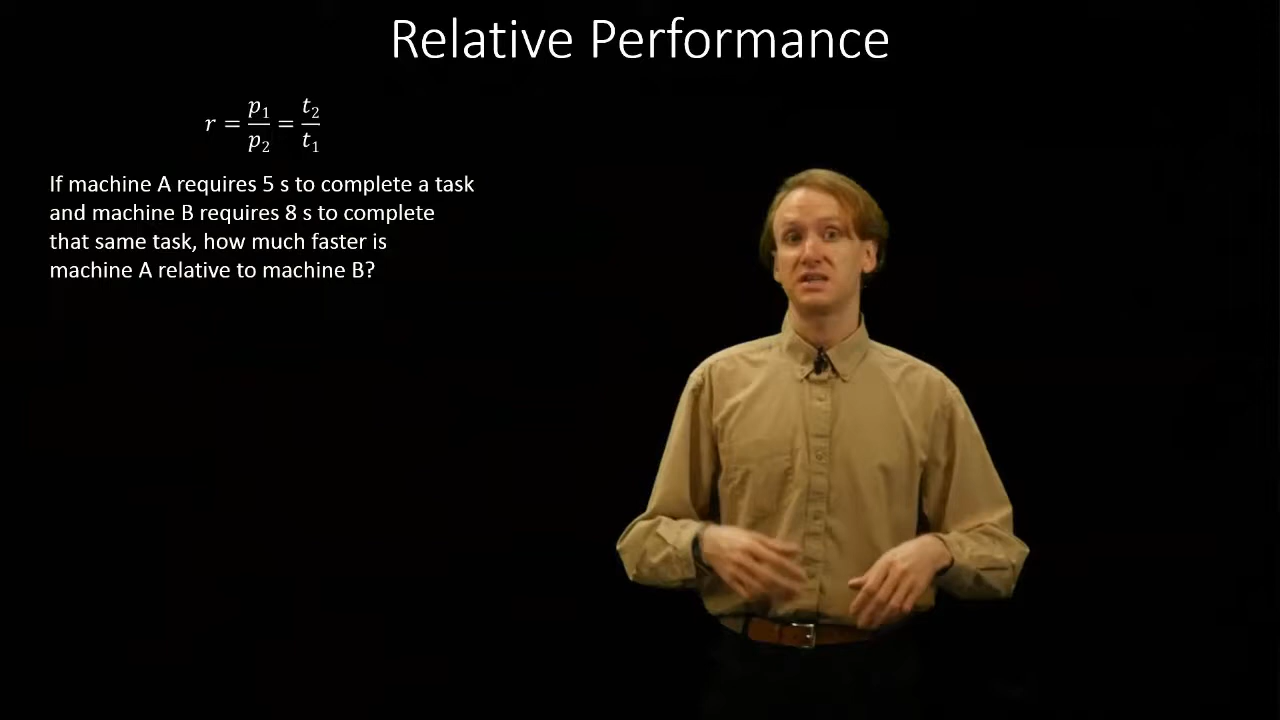 Relative Performance
r = p₁/p₂ = t₂/t₁
If machine A requires 5 s to complete a task
and machine B requires 8 s to complete
that same task, how much faster is
machine A relative to machine B?